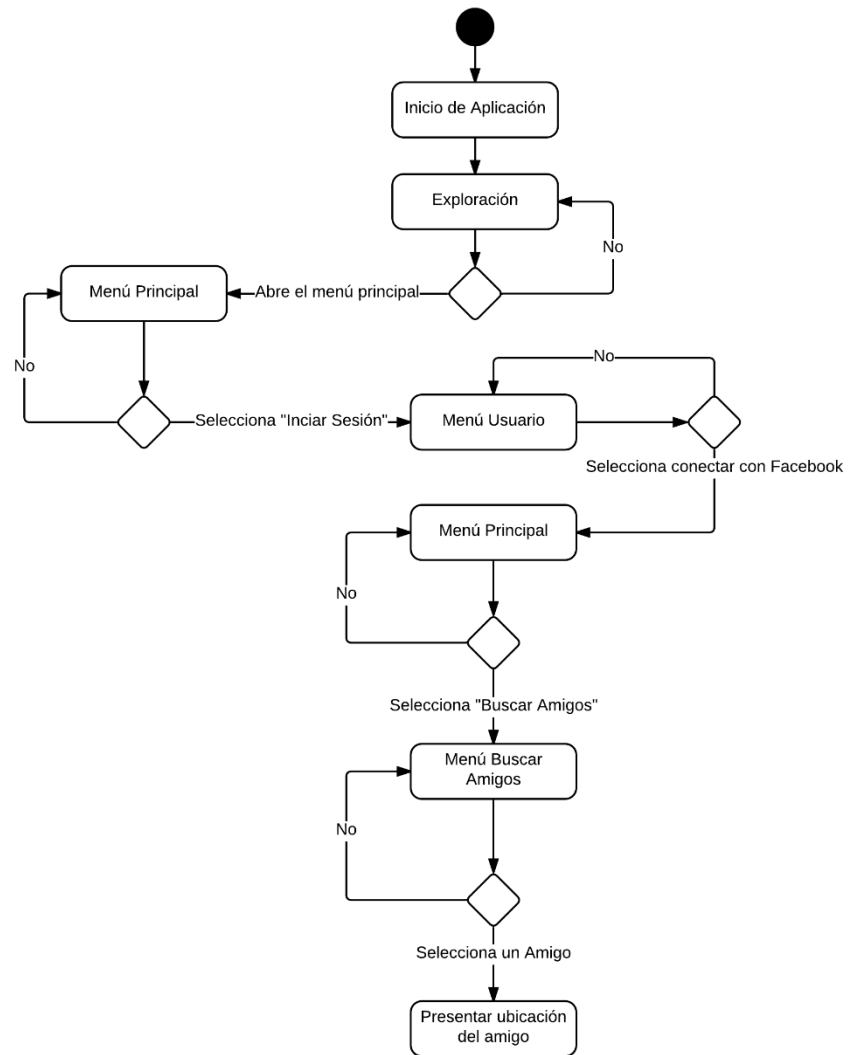 Inicio de Aplicación
Exploración
No
Menú Principal
Abre el menú principal
No
Selecciona "Inciar Sesión"
Menú Usuario
No
Selecciona conectar con Facebook
Menú Principal
No
Selecciona "Buscar Amigos"
Menú Buscar
Amigos
No
Selecciona un Amigo
Presentar ubicación
del amigo